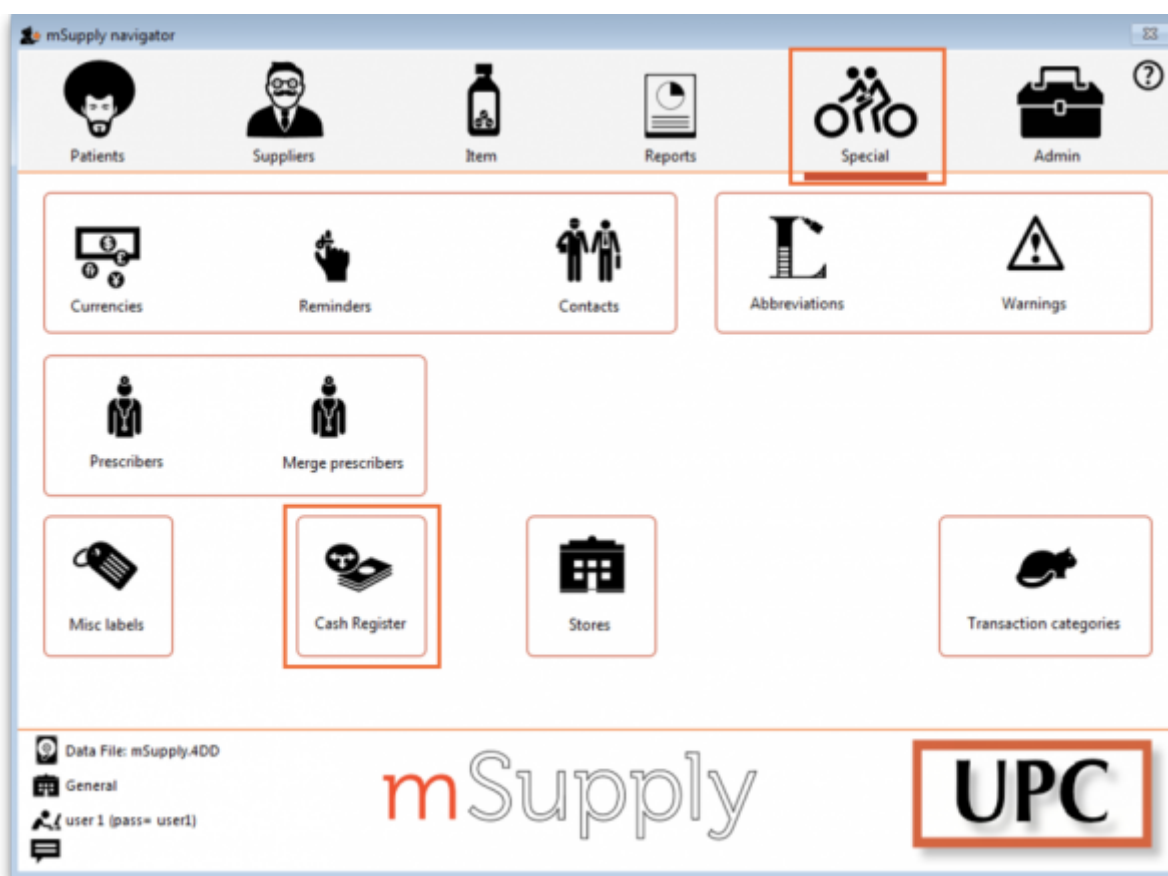 mSupply navigator
Patients Suppliers Item Reports Special Admin ?
Currencies Reminders Contacts Abbreviations Warnings
Prescribers Merge prescribers
Misc labels Cash Register Stores Transaction categories
Data File: mSupply.4DD
General
user 1 (pass= user1)
mSupply
UPC